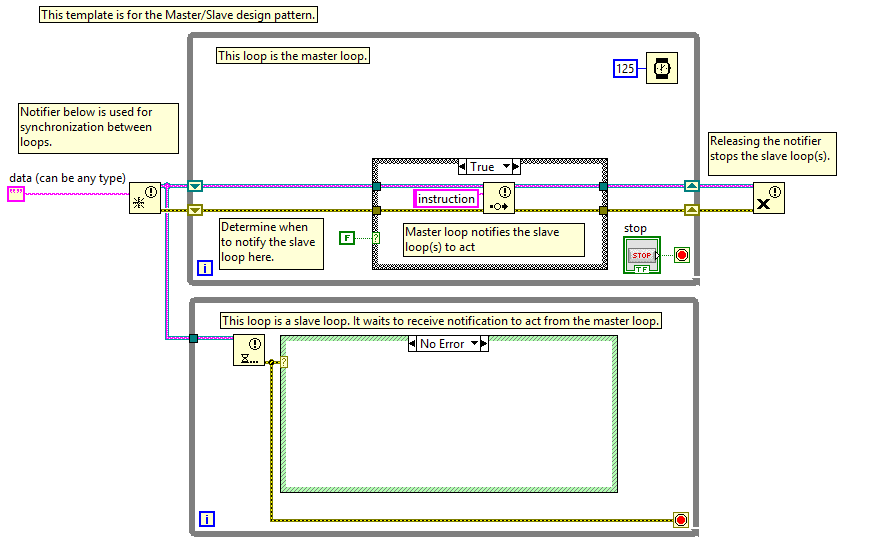 This template is for the Master/Slave design pattern.
This loop is the master loop.
125
Notifier below is used for
synchronization between
loops.
Releasing the notifier
stops the slave loop(s).
True
data (can be any type)
instruction
Determine when
to notify the slave
loop here.
F
?
Master loop notifies the slave
loop(s) to act
stop
STOP
TF
i
This loop is a slave loop. It waits to receive notification to act from the master loop.
No Error
?
i